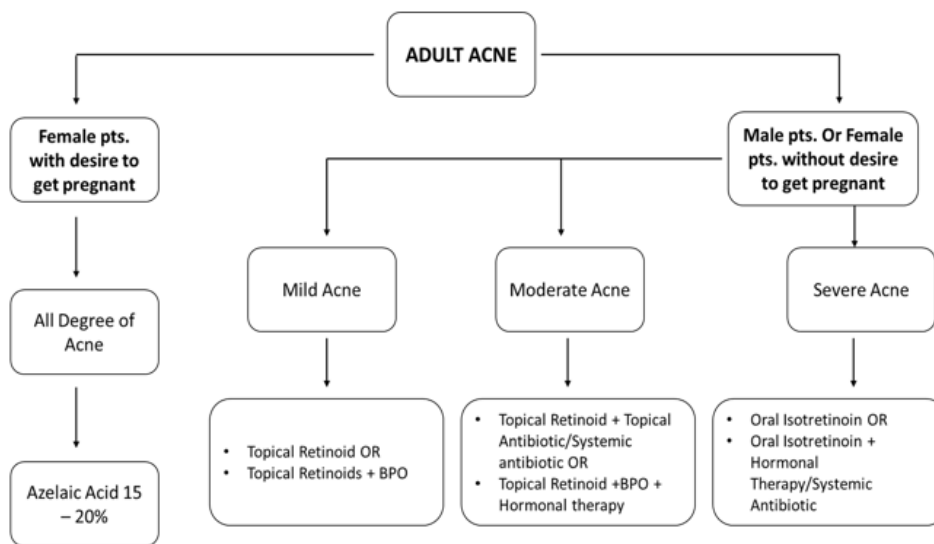 ADULT ACNE
Female pts.
with desire to
get pregnant
Male pts. Or Female
pts. without desire
to get pregnant
All Degree of
Acne
Mild Acne
Moderate Acne
Severe Acne
Azelaic Acid 15
– 20%
• Topical Retinoid OR
• Topical Retinoids + BPO
• Topical Retinoid + Topical
Antibiotic/Systemic
antibiotic OR
• Topical Retinoid +BPO +
Hormonal therapy
• Oral Isotretinoin OR
• Oral Isotretinoin +
Hormonal
Therapy/Systemic
Antibiotic